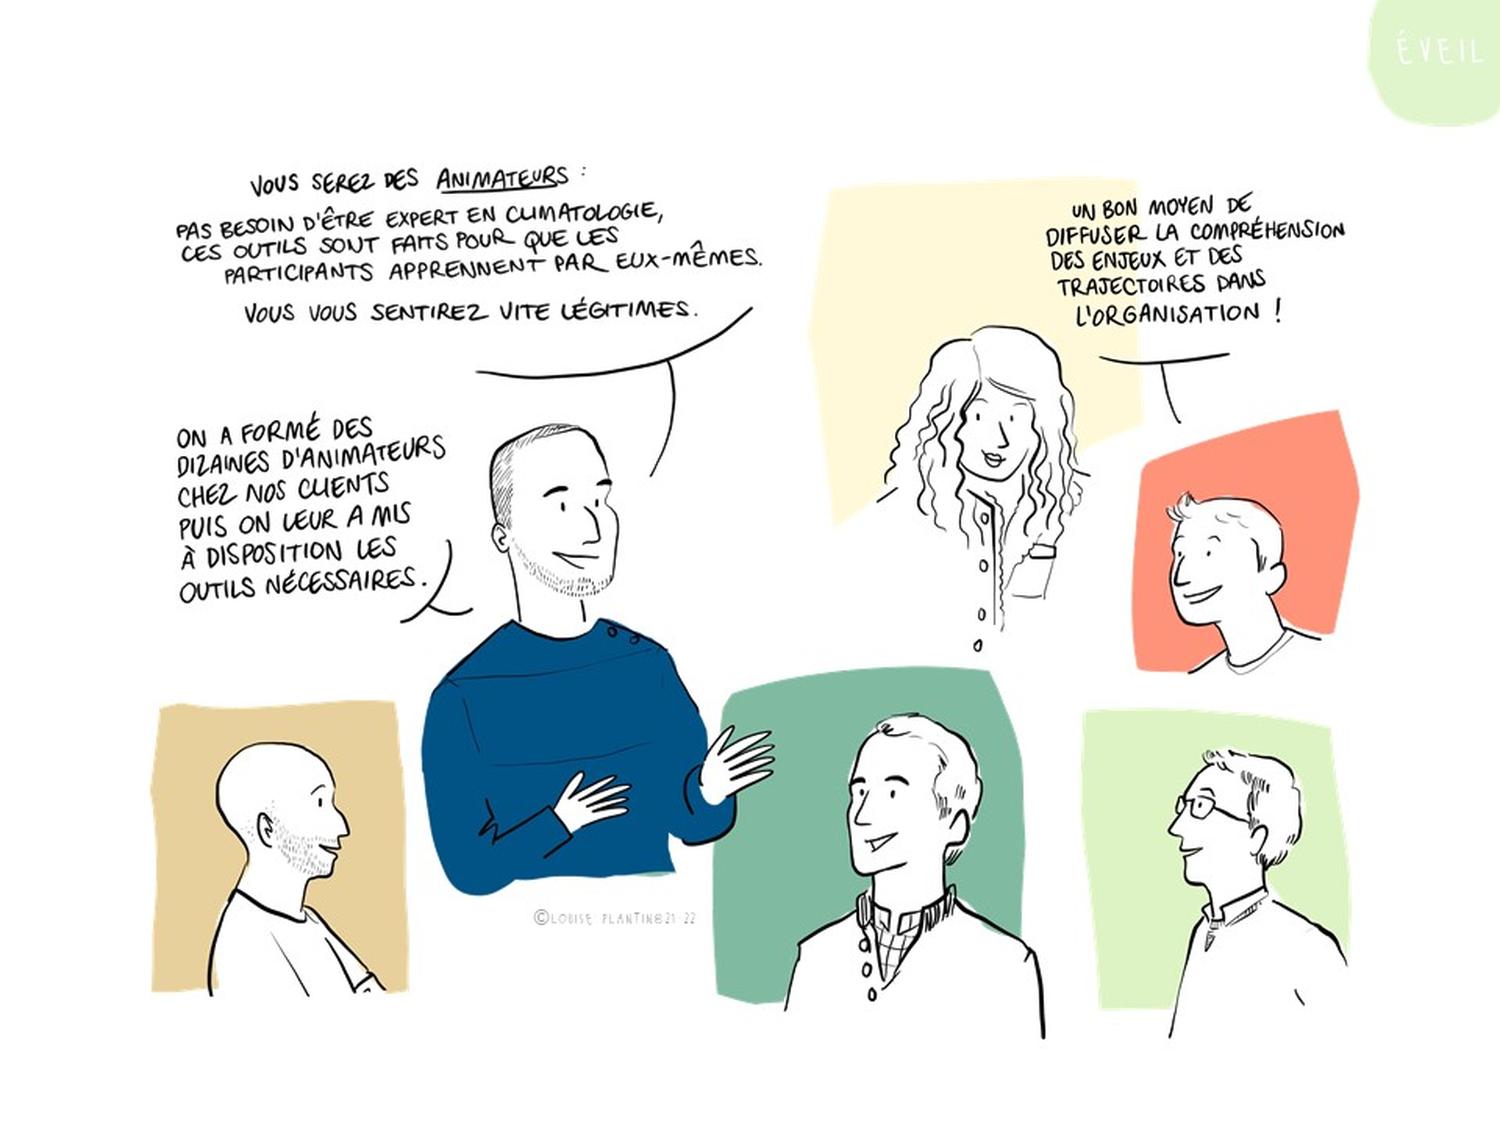 ÉVEIL
VOUS SEREZ DES ANIMATEURS :
PAS BESOIN D'ÊTRE EXPERT EN CLIMATOLOGIE,
CES OUTILS SONT FAITS POUR QUE LES
PARTICIPANTS APPRENNENT PAR EUX-MÊMES.
VOUS VOUS SENTIREZ VITE LÉGITIMES.
UN BON MOYEN DE
DIFFUSER LA COMPRÉHENSION
DES ENJEUX ET DES
TRAJECTOIRES DANS
L'ORGANISATION !
ON A FORMÉ DES
DIZAINES D'ANIMATEURS
CHEZ NOS CLIENTS
PUIS ON LEUR A MIS
À DISPOSITION LES
OUTILS NÉCESSAIRES.
©LOUISE PLANTIN@21-22